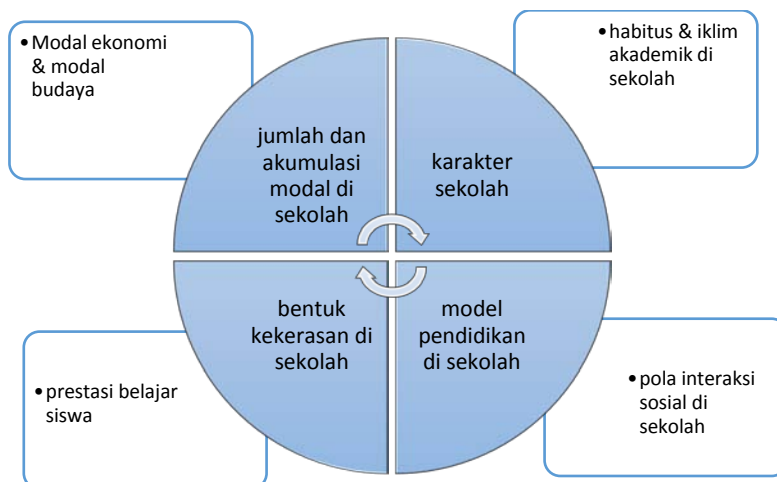 •Modal ekonomi
& modal
budaya
•habitus & iklim
akademik di
sekolah
jumlah dan
akumulasi
modal di
sekolah
karakter
sekolah
bentuk
kekerasan di
sekolah
model
pendidikan
di sekolah
•prestasi belajar
siswa
•pola interaksi
sosial di
sekolah